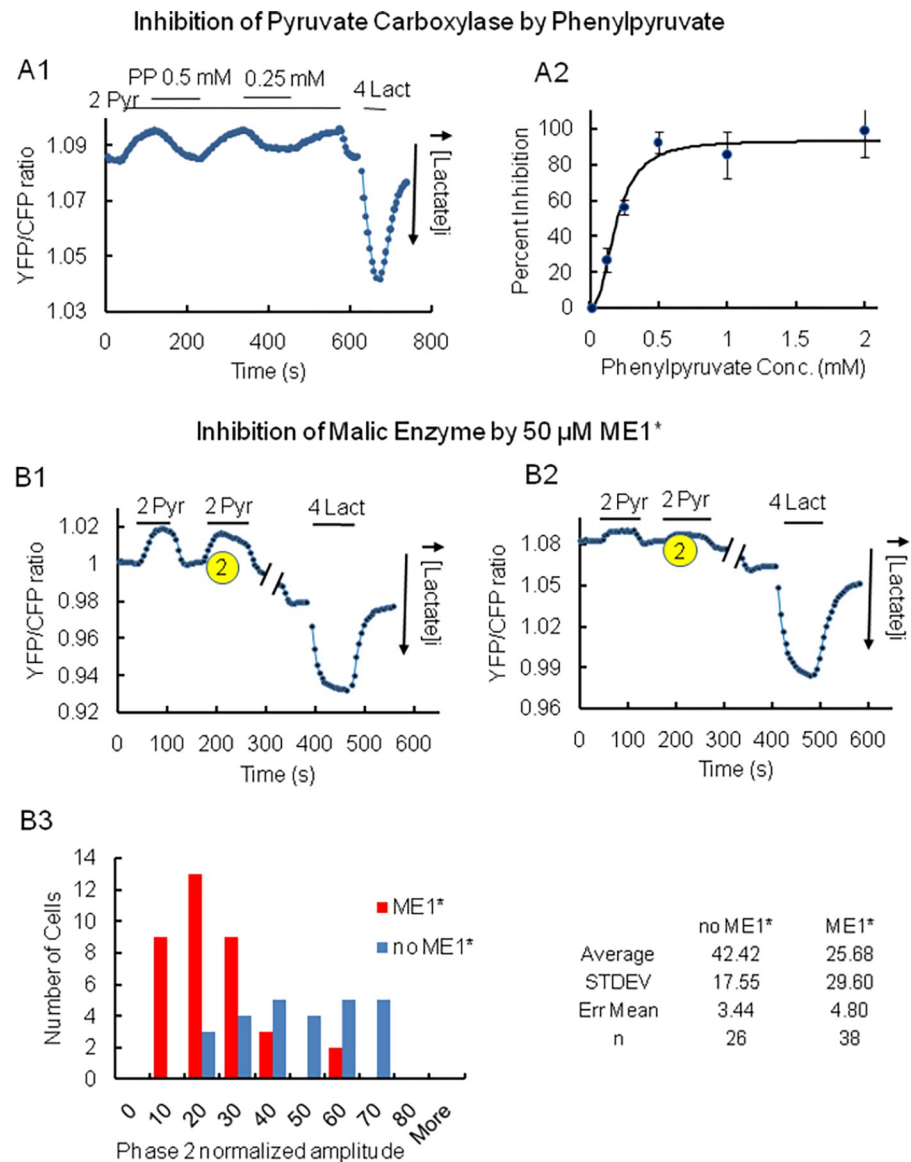 Inhibition of Pyruvate Carboxylase by Phenylpyruvate
A1
PP 0.5 mM 0.25 mM
2 Pyr 4 Lact
YFP/CFP ratio
1.09
1.07
1.05
1.03
[Lactate]i
0 200 400 600 800
Time (s)
A2
Percent Inhibition
100
80
60
40
20
0
0 0.5 1 1.5 2
Phenylpyruvate Conc. (mM)
Inhibition of Malic Enzyme by 50 µM ME1*
B1
2 Pyr 2 Pyr 4 Lact
2
YFP/CFP ratio
1.02
1
0.98
0.96
0.94
0.92
[Lactate]i
0 100 200 300 400 500 600
Time (s)
B2
2 Pyr 2 Pyr 4 Lact
2
YFP/CFP ratio
1.08
1.05
1.02
0.99
0.96
[Lactate]i
0 100 200 300 400 500 600
Time (s)
B3
Number of Cells
14
12
10
8
6
4
2
0
ME1*
no ME1*
0 10 20 30 40 50 60 70 80 More
Phase 2 normalized amplitude
no ME1* ME1*
Average 42.42 25.68
STDEV 17.55 29.60
Err Mean 3.44 4.80
n 26 38